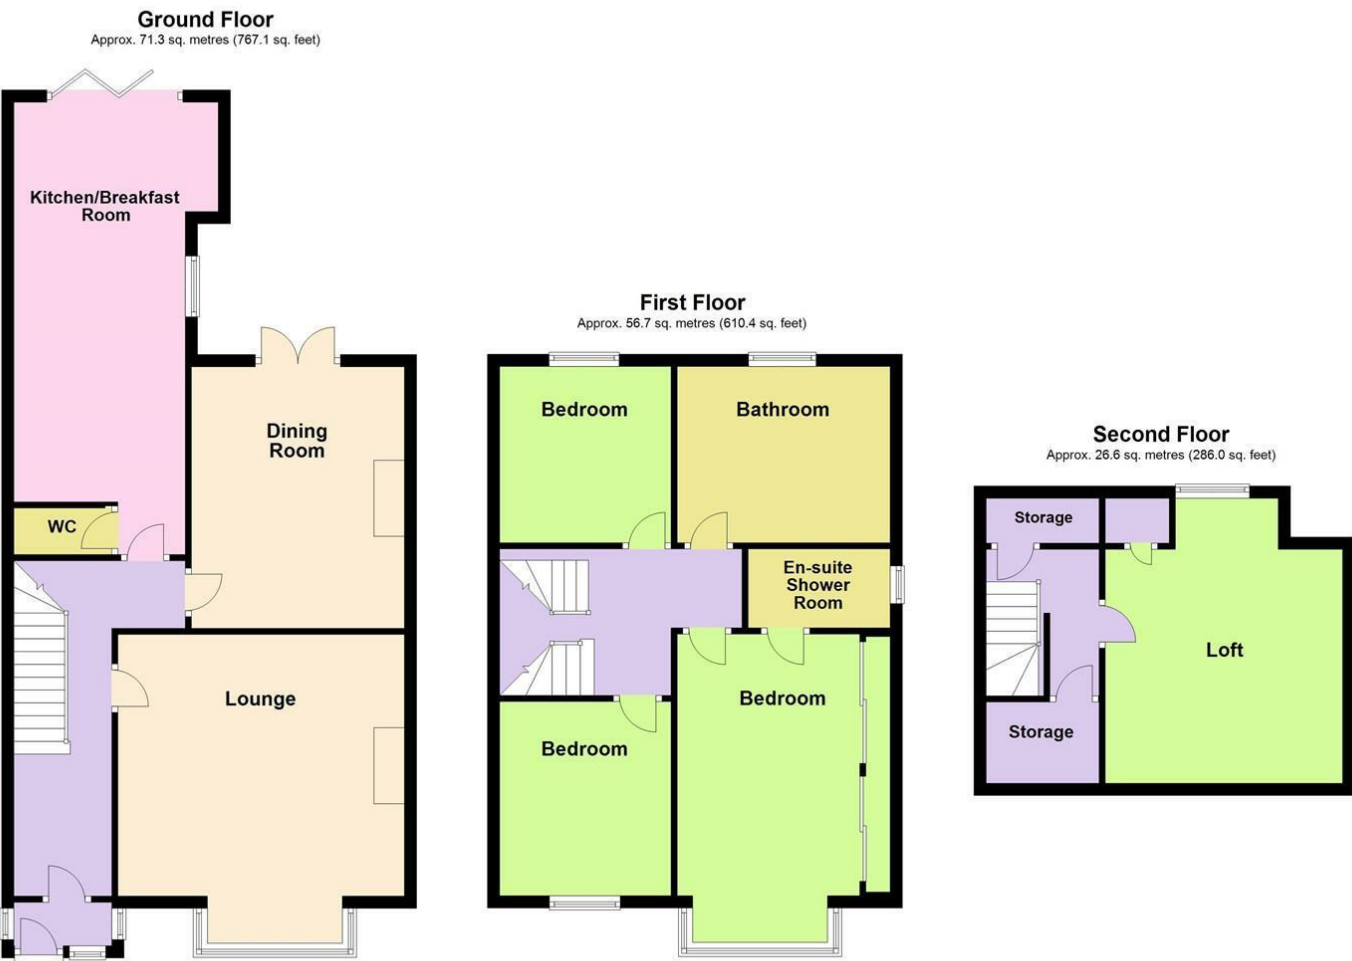 Ground Floor
Approx. 71.3 sq. metres (767.1 sq. feet)
Kitchen/Breakfast
Room
WC
Dining
Room
Lounge
First Floor
Approx. 56.7 sq. metres (610.4 sq. feet)
Bedroom
Bathroom
En-suite
Shower
Room
Bedroom
Bedroom
Second Floor
Approx. 26.6 sq. metres (286.0 sq. feet)
Storage
Loft
Storage